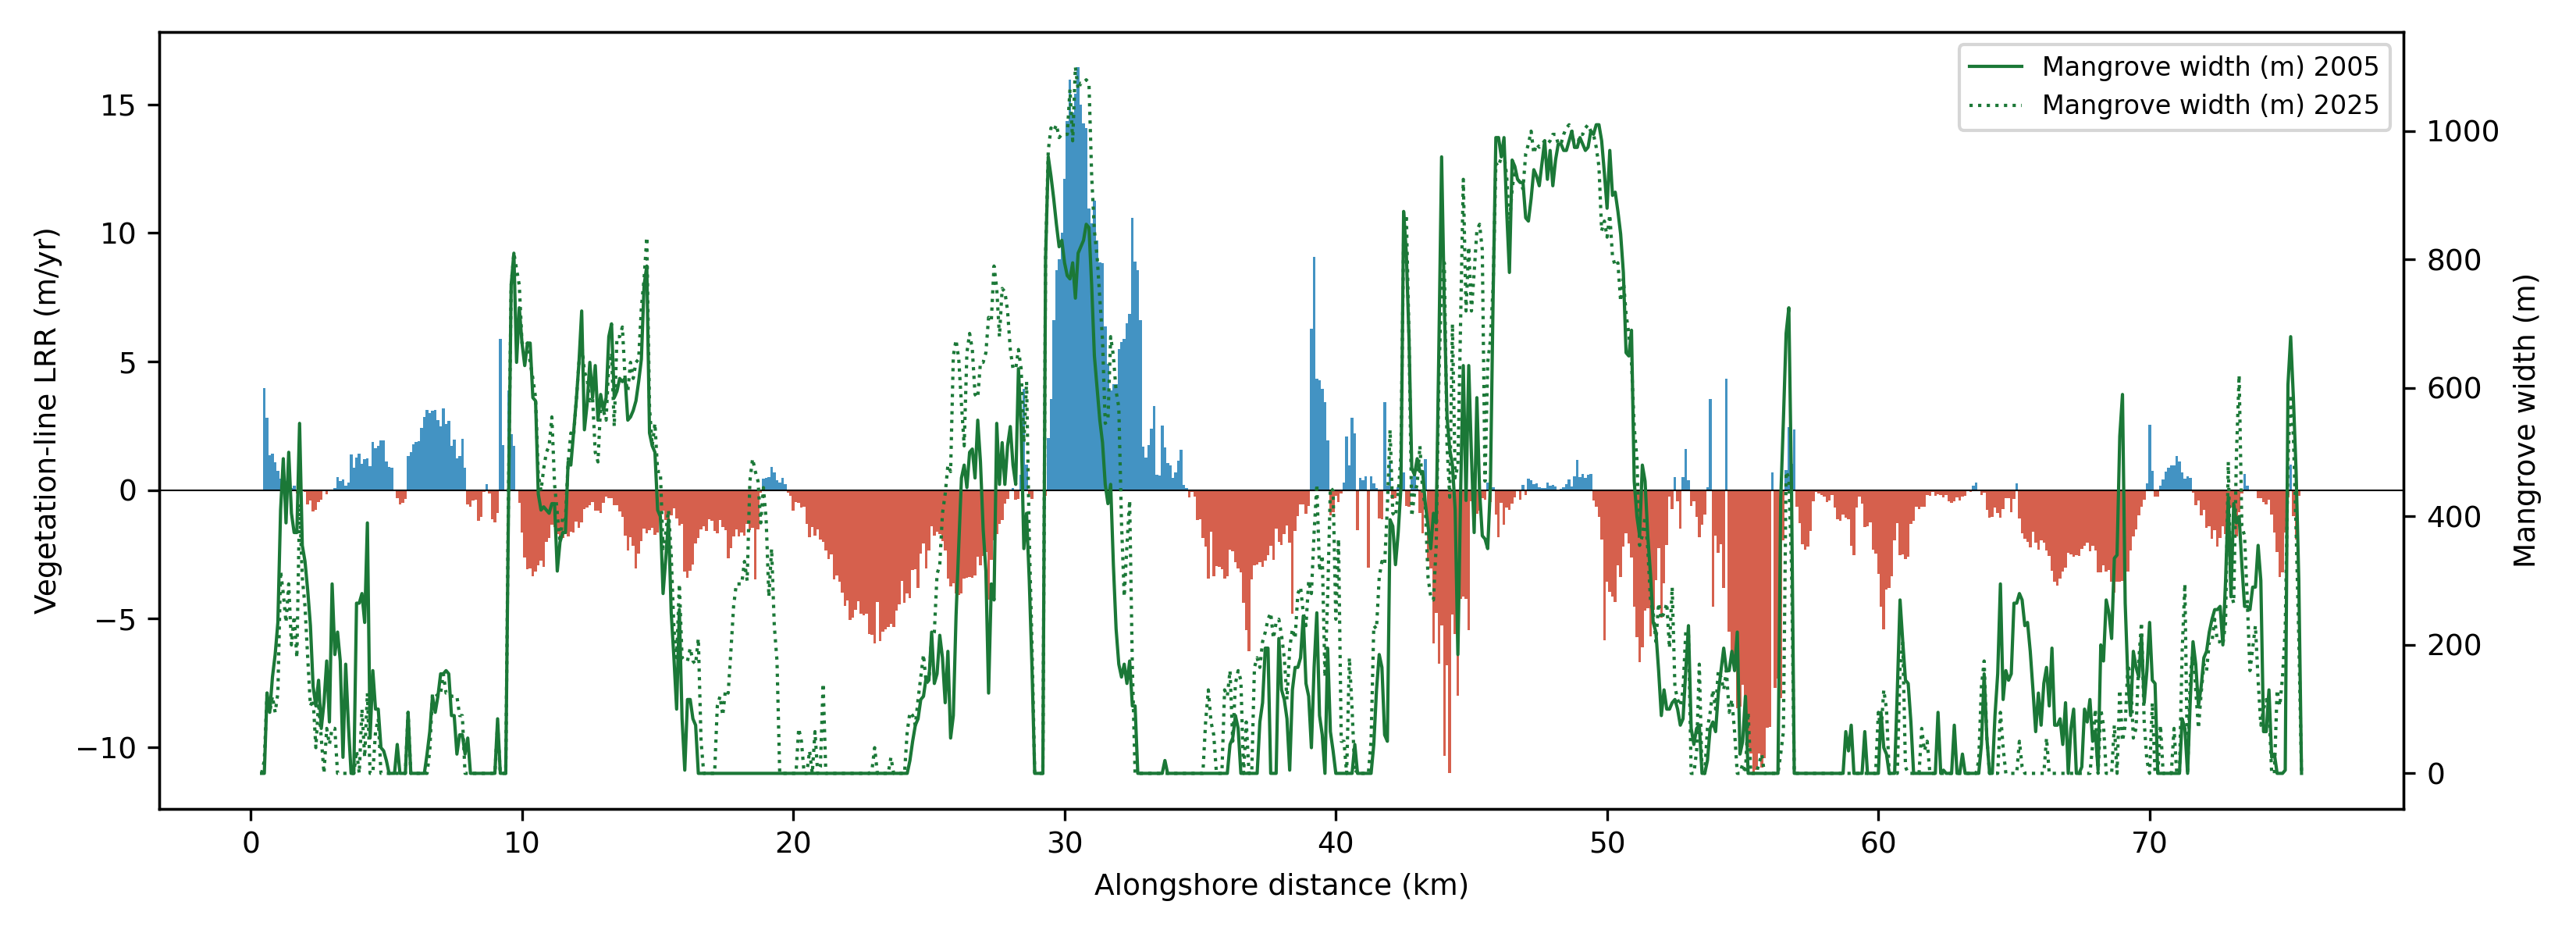 Mangrove width (m) 2005
Mangrove width (m) 2025
Vegetation-line LRR (m/yr)
15
10
5
0
−5
−10
1000
800
600
400
200
0
Mangrove width (m)
0 10 20 30 40 50 60 70
Alongshore distance (km)